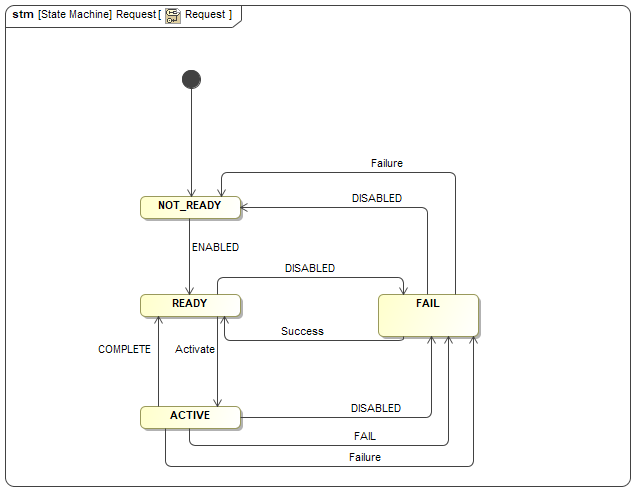 stm [State Machine] Request [ Request ]
Failure
DISABLED
NOT_READY
ENABLED
DISABLED
READY
FAIL
Success
COMPLETE
Activate
ACTIVE
DISABLED
FAIL
Failure